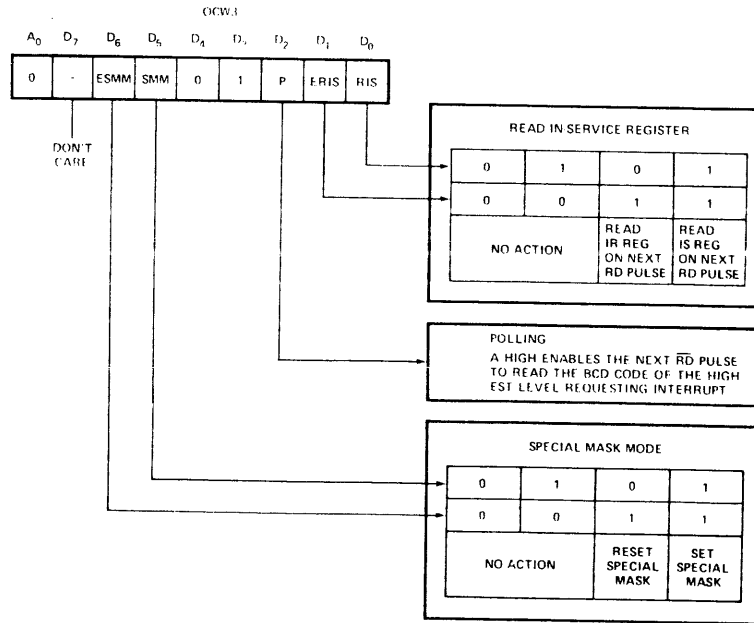 OCW3
A0 D7 D6 D5 D4 D3 D2 D1 D0
0 - ESMM SMM 0 1 P ERIS RIS
DON'T
CARE
READ IN-SERVICE REGISTER
0 1 0 1
0 0 1 1
NO ACTION
READ
IR REG
ON NEXT
RD PULSE
READ
IS REG
ON NEXT
RD PULSE
POLLING
A HIGH ENABLES THE NEXT RD PULSE
TO READ THE BCD CODE OF THE HIGH
EST LEVEL REQUESTING INTERRUPT
SPECIAL MASK MODE
0 1 0 1
0 0 1 1
NO ACTION
RESET
SPECIAL
MASK
SET
SPECIAL
MASK